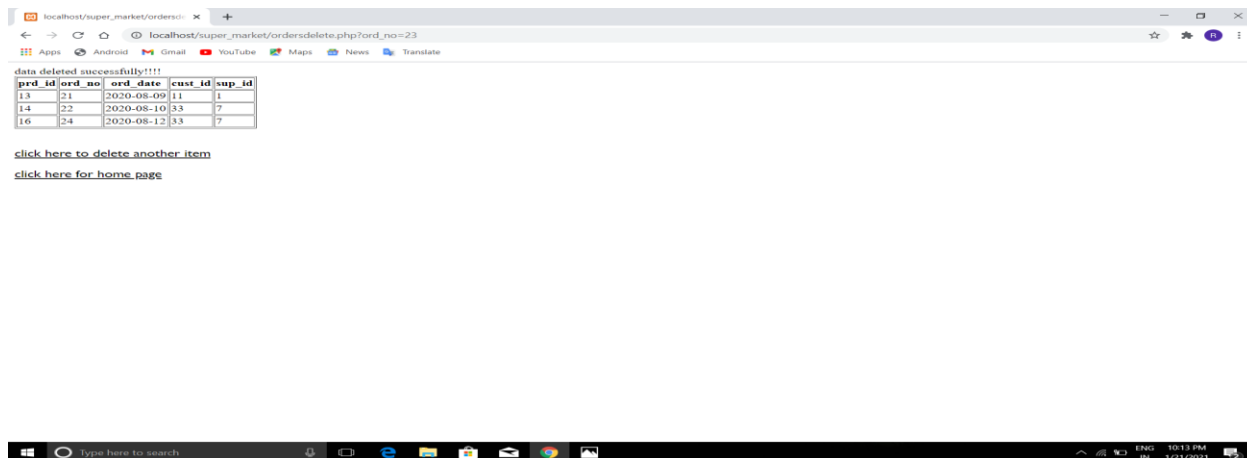 localhost/super_market/ordersde
localhost/super_market/ordersdelete.php?ord_no=23
R
Apps Android Gmail YouTube Maps News Translate
data deleted successfully!!!!
prd_id ord_no ord_date cust_id sup_id
13 21 2020-08-09 11 1
14 22 2020-08-10 33 7
16 24 2020-08-12 33 7
click here to delete another item
click here for home page
Type here to search
ENG 10:13 PM
IN 1/21/2021